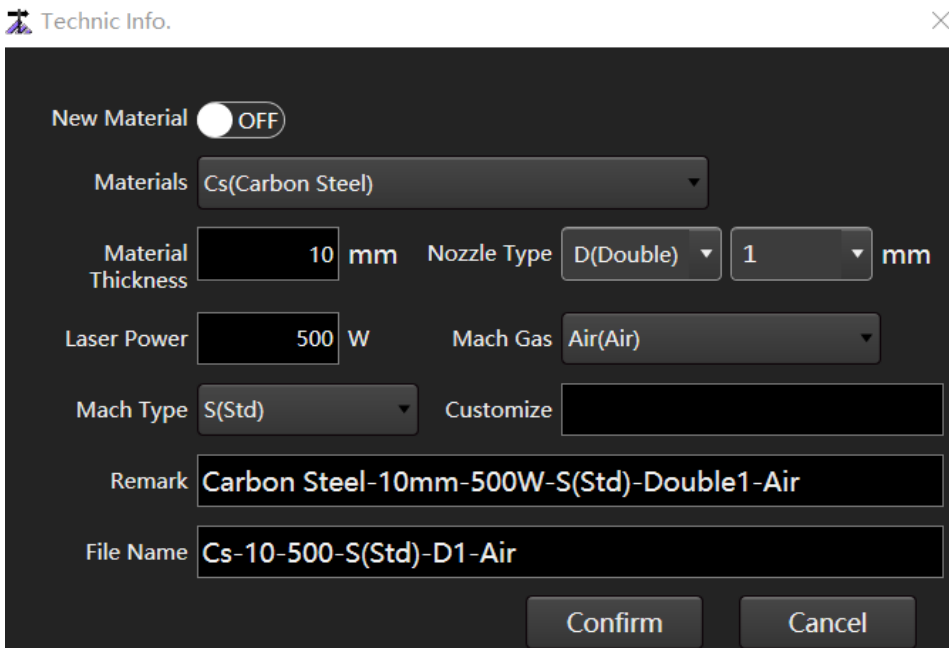 Technic Info.
New Material OFF
Materials Cs(Carbon Steel)
Material Thickness 10 mm Nozzle Type D(Double) 1 mm
Laser Power 500 W Mach Gas Air(Air)
Mach Type S(Std) Customize
Remark Carbon Steel-10mm-500W-S(Std)-Double1-Air
File Name Cs-10-500-S(Std)-D1-Air
Confirm Cancel